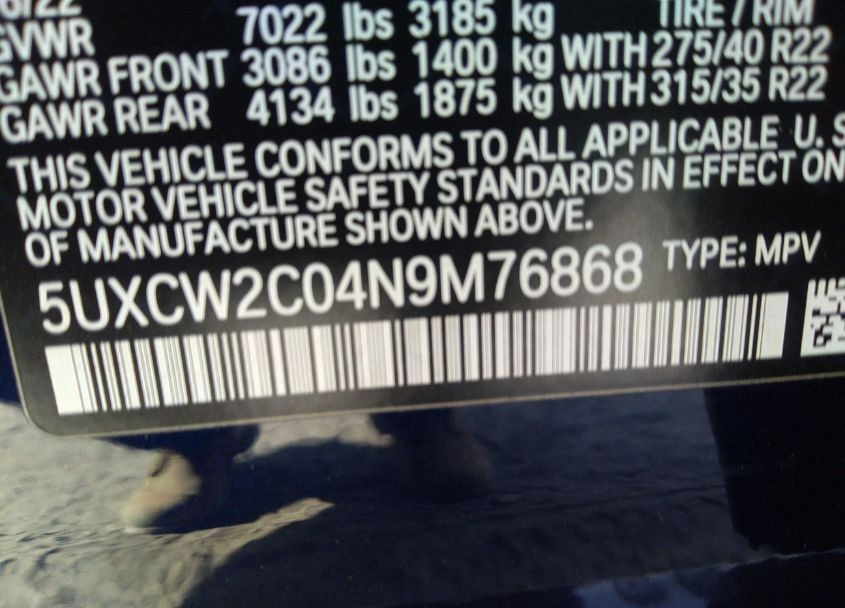 6/22
GVWR 7022 lbs 3185 kg TIRE / RIM
GAWR FRONT 3086 lbs 1400 kg WITH 275/40 R22
GAWR REAR 4134 lbs 1875 kg WITH 315/35 R22
THIS VEHICLE CONFORMS TO ALL APPLICABLE U. S
MOTOR VEHICLE SAFETY STANDARDS IN EFFECT ON
OF MANUFACTURE SHOWN ABOVE.
5UXCW2C04N9M76868 TYPE: MPV